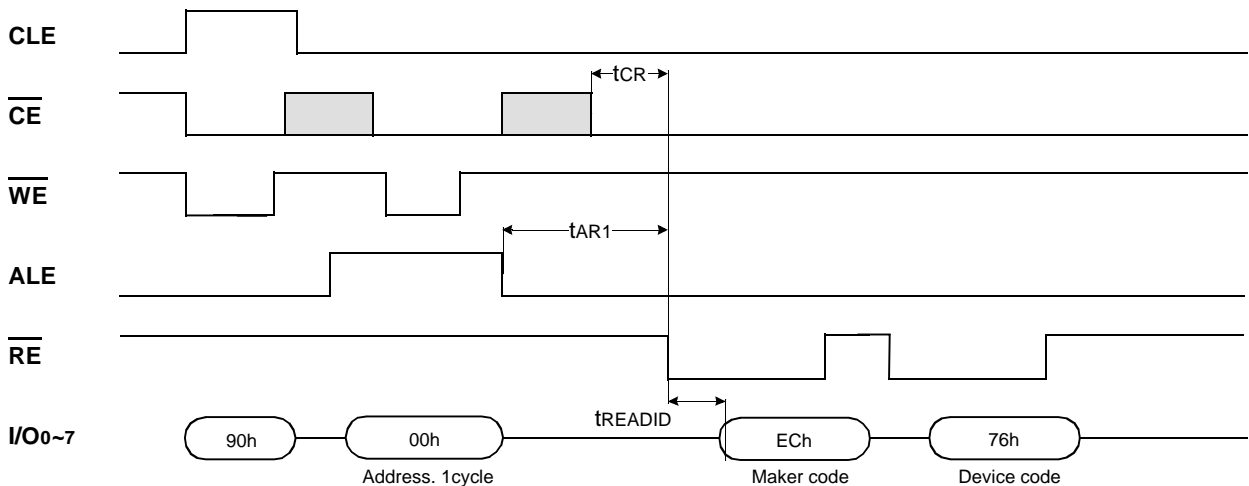 CLE
tCR
CE
WE
tAR1
ALE
RE
tREADID
I/O0~7
90h
00h
ECh
76h
Address. 1cycle
Maker code
Device code